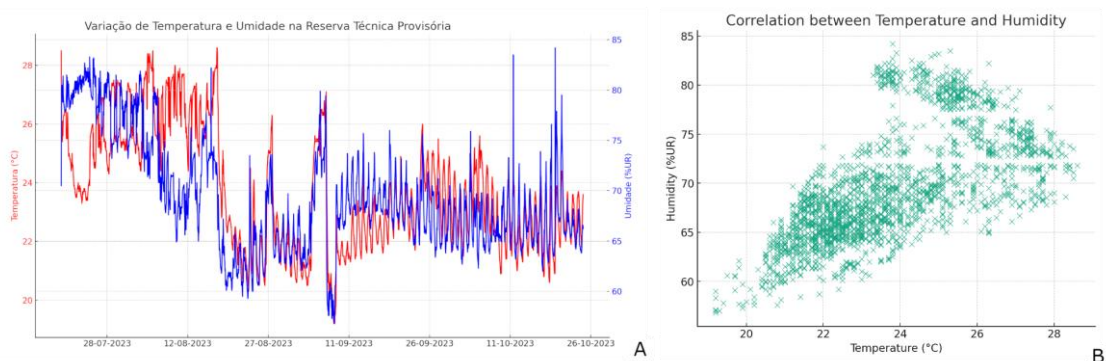 Variação de Temperatura e Umidade na Reserva Técnica Provisória
28
26
24
22
20
Temperatura (°C)
85
80
75
70
65
60
Umidade (%UR)
28-07-2023 12-08-2023 27-08-2023 11-09-2023 26-09-2023 11-10-2023 26-10-2023
A
Correlation between Temperature and Humidity
85
80
75
70
65
60
Humidity (%UR)
20 22 24 26 28
Temperature (°C)
B